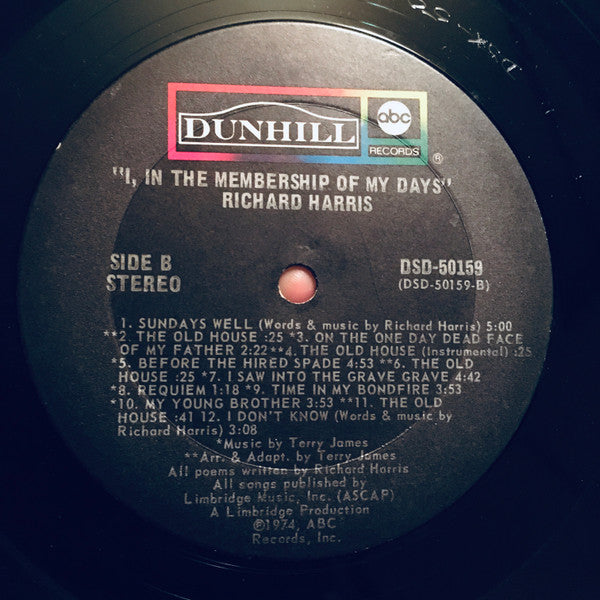 DUNHILL
abc
RECORDS
®
"I, IN THE MEMBERSHIP OF MY DAYS"
RICHARD HARRIS
SIDE B
STEREO
DSD-50159
(DSD-50159-B)
1. SUNDAYS WELL (Words & music by Richard Harris) 5:00
**2. THE OLD HOUSE :25 *3. ON THE ONE DAY DEAD FACE
OF MY FATHER 2:22 **4. THE OLD HOUSE (Instrumental) :25
*5. BEFORE THE HIRED SPADE 4:53 **6. THE OLD
HOUSE :25 *7. I SAW INTO THE GRAVE GRAVE 4:42
*8. REQUIEM 1:18 *9. TIME IN MY BONDFIRE 3:53
*10. MY YOUNG BROTHER 3:53 **11. THE OLD
HOUSE :41 12. I DON'T KNOW (Words & music by
Richard Harris) 3:08
*Music by Terry James
**Arr. & Adapt. by Terry James
All poems written by Richard Harris
All songs published by
Limbridge Music, Inc. (ASCAP)
A Limbridge Production
℗1974, ABC
Records, Inc.